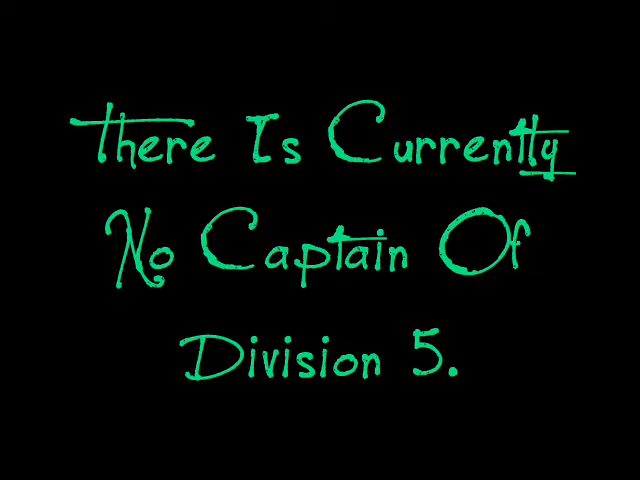 There Is Currently
No Captain Of
Division 5.